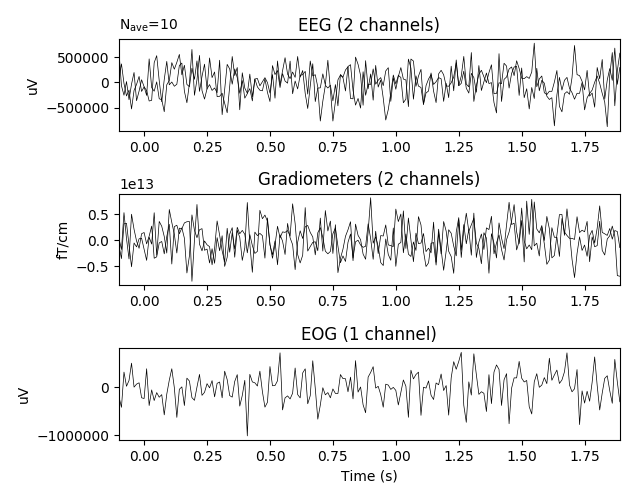 Nave=10
EEG (2 channels)
uV
500000
0
−500000
0.00 0.25 0.50 0.75 1.00 1.25 1.50 1.75
1e13
Gradiometers (2 channels)
fT/cm
0.5
0.0
−0.5
0.00 0.25 0.50 0.75 1.00 1.25 1.50 1.75
EOG (1 channel)
uV
0
−1000000
0.00 0.25 0.50 0.75 1.00 1.25 1.50 1.75
Time (s)